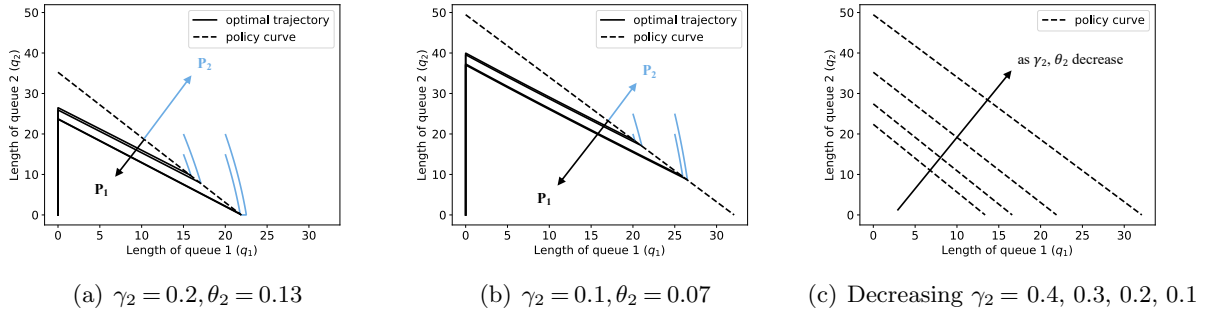 50
40
30
20
10
0
Length of queue 2 (q₂)
optimal trajectory
policy curve
P₂
P₁
0 5 10 15 20 25 30
Length of queue 1 (q₁)
(a) γ₂ = 0.2, θ₂ = 0.13
50
40
30
20
10
0
Length of queue 2 (q₂)
optimal trajectory
policy curve
P₂
P₁
0 5 10 15 20 25 30
Length of queue 1 (q₁)
(b) γ₂ = 0.1, θ₂ = 0.07
50
40
30
20
10
0
Length of queue 2 (q₂)
policy curve
as γ₂, θ₂ decrease
0 5 10 15 20 25 30
Length of queue 1 (q₁)
(c) Decreasing γ₂ = 0.4, 0.3, 0.2, 0.1